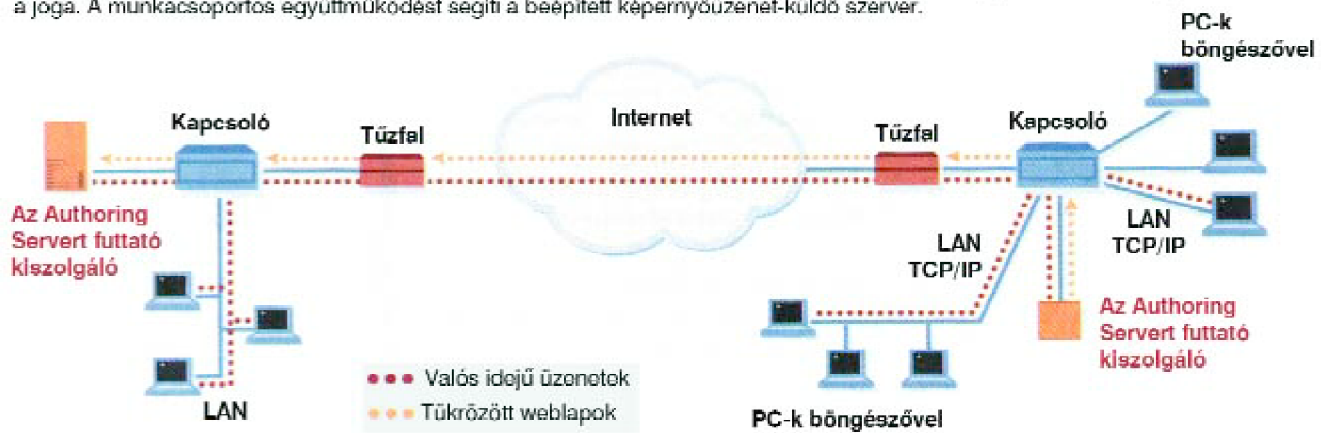 a joga. A munkacsoportos együttműködést segíti a beépített képernyőüzenet-küldő szerver.
PC-k
böngészővel
Internet
Kapcsoló
Tűzfal
Tűzfal
Kapcsoló
Az Authoring
Servert futtató
kiszolgáló
LAN
TCP/IP
LAN
TCP/IP
Az Authoring
Servert futtató
kiszolgáló
Valós idejű üzenetek
Tükrözött weblapok
LAN
PC-k böngészővel